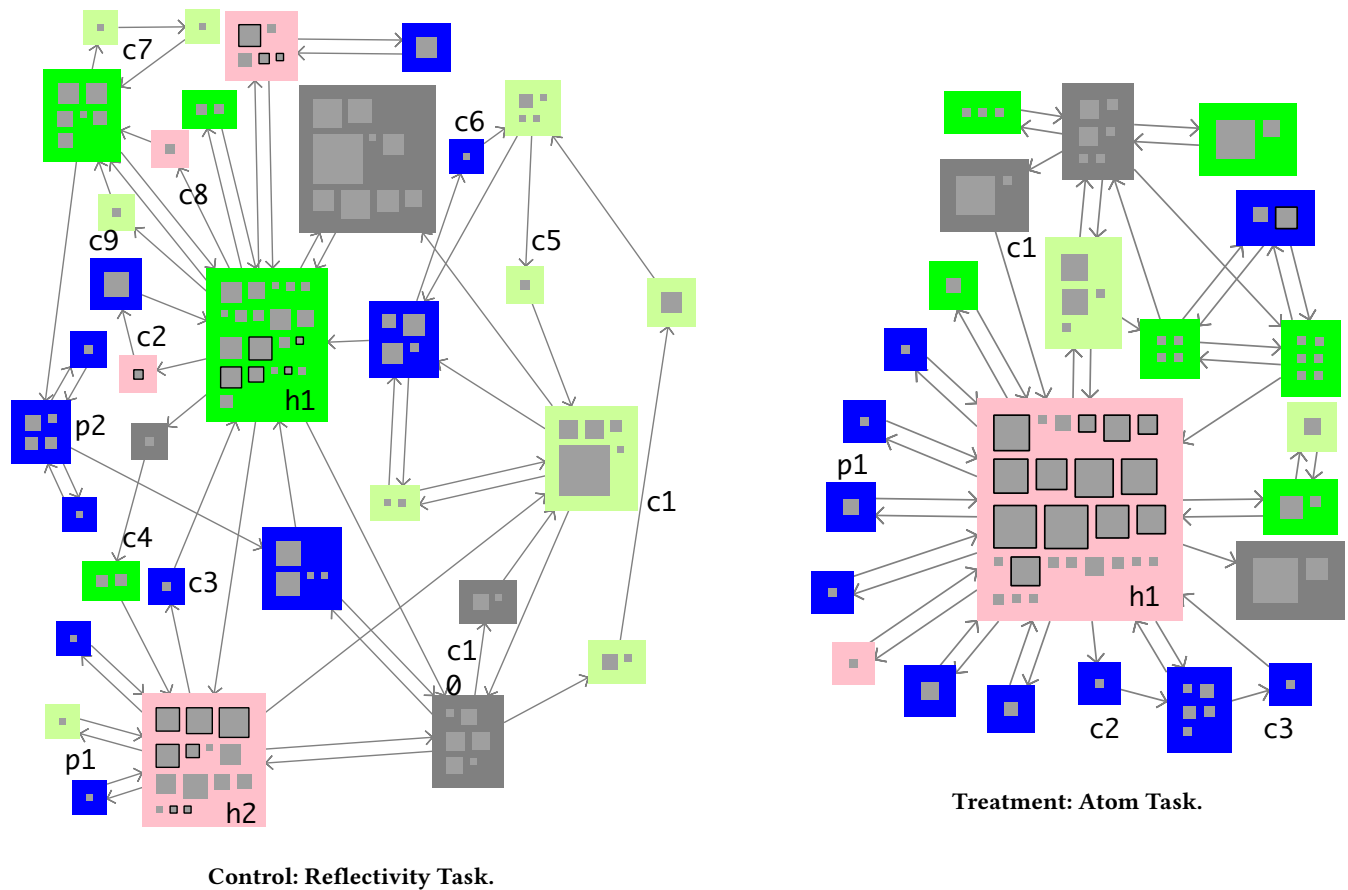 c7
c6
c8
c9
c5
c1
c2
h1
p2
p1
c1
c4
c3
h1
c1
0
c2
c3
p1
h2
Treatment: Atom Task.
Control: Reflectivity Task.